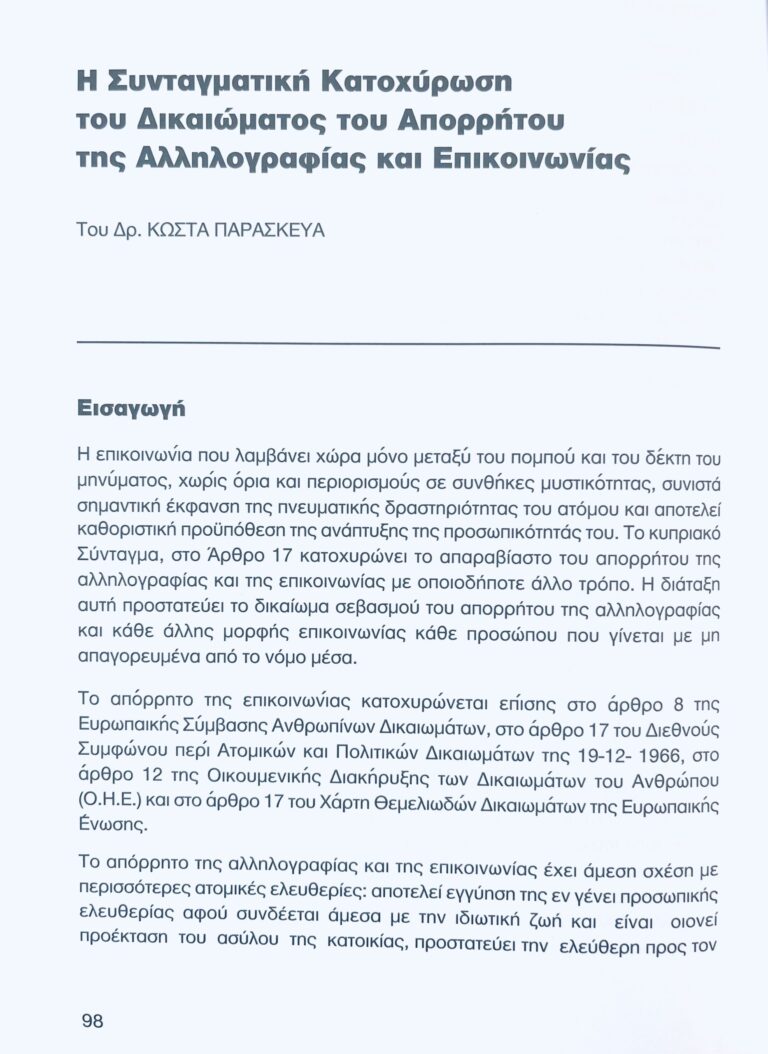 Η Συνταγματική Κατοχύρωση
του Δικαιώματος του Απορρήτου
της Αλληλογραφίας και Επικοινωνίας
Του Δρ. ΚΩΣΤΑ ΠΑΡΑΣΚΕΥΑ
Εισαγωγή
Η επικοινωνία που λαμβάνει χώρα μόνο μεταξύ του πομπού και του δέκτη του
μηνύματος, χωρίς όρια και περιορισμούς σε συνθήκες μυστικότητας, συνιστά
σημαντική έκφανση της πνευματικής δραστηριότητας του ατόμου και αποτελεί
καθοριστική προϋπόθεση της ανάπτυξης της προσωπικότητάς του. Το κυπριακό
Σύνταγμα, στο Άρθρο 17 κατοχυρώνει το απαραβίαστο του απορρήτου της
αλληλογραφίας και της επικοινωνίας με οποιοδήποτε άλλο τρόπο. Η διάταξη
αυτή προστατεύει το δικαίωμα σεβασμού του απορρήτου της αλληλογραφίας
και κάθε άλλης μορφής επικοινωνίας κάθε προσώπου που γίνεται με μη
απαγορευμένα από το νόμο μέσα.
Το απόρρητο της επικοινωνίας κατοχυρώνεται επίσης στο άρθρο 8 της
Ευρωπαικής Σύμβασης Ανθρωπίνων Δικαιωμάτων, στο άρθρο 17 του Διεθνούς
Συμφώνου περί Ατομικών και Πολιτικών Δικαιωμάτων της 19-12- 1966, στο
άρθρο 12 της Οικουμενικής Διακήρυξης των Δικαιωμάτων του Ανθρώπου
(Ο.Η.Ε.) και στο άρθρο 17 του Χάρτη Θεμελιωδών Δικαιωμάτων της Ευρωπαικής
Ένωσης.
Το απόρρητο της αλληλογραφίας και της επικοινωνίας έχει άμεση σχέση με
περισσότερες ατομικές ελευθερίες: αποτελεί εγγύηση της εν γένει προσωπικής
ελευθερίας αφού συνδέεται άμεσα με την ιδιωτική ζωή και είναι οιονεί
προέκταση του ασύλου της κατοικίας, προστατεύει την ελεύθερη προς τον
98